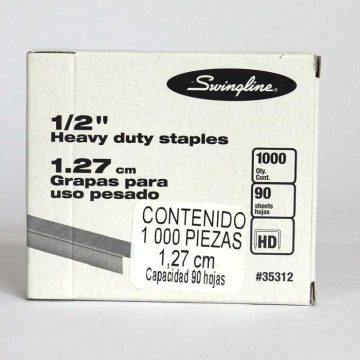 Swingline
1/2"
Heavy duty staples
1.27 cm
Grapas para
uso pesado
1000
Qty.
Cont.
90
sheets
hojas
HD
#35312
CONTENIDO
1 000 PIEZAS
1,27 cm
Capacidad 90 hojas